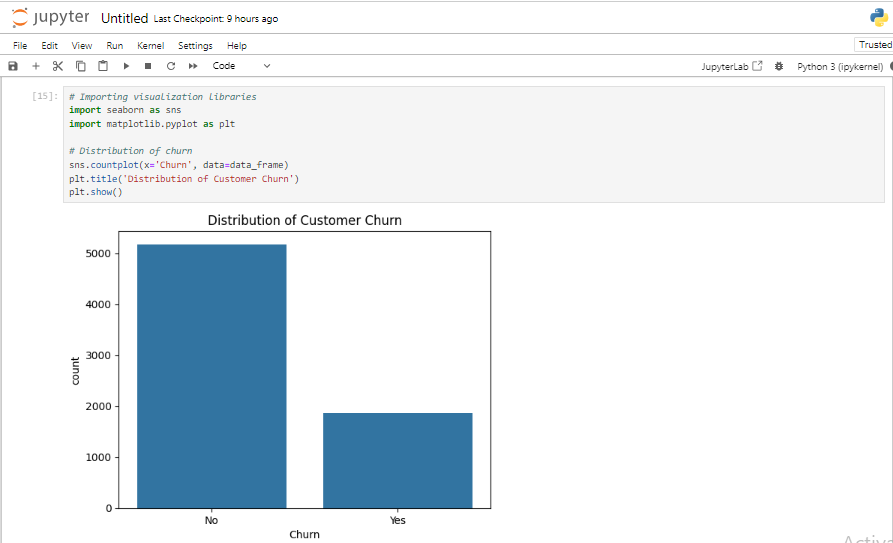 jupyter Untitled Last Checkpoint: 9 hours ago
File Edit View Run Kernel Settings Help
Trusted
Code
JupyterLab
Python 3 (ipykernel)
[15]:
# Importing visualization libraries
import seaborn as sns
import matplotlib.pyplot as plt
# Distribution of churn
sns.countplot(x='Churn', data=data_frame)
plt.title('Distribution of Customer Churn')
plt.show()
Distribution of Customer Churn
5000
4000
3000
2000
1000
0
count
No Yes
Churn